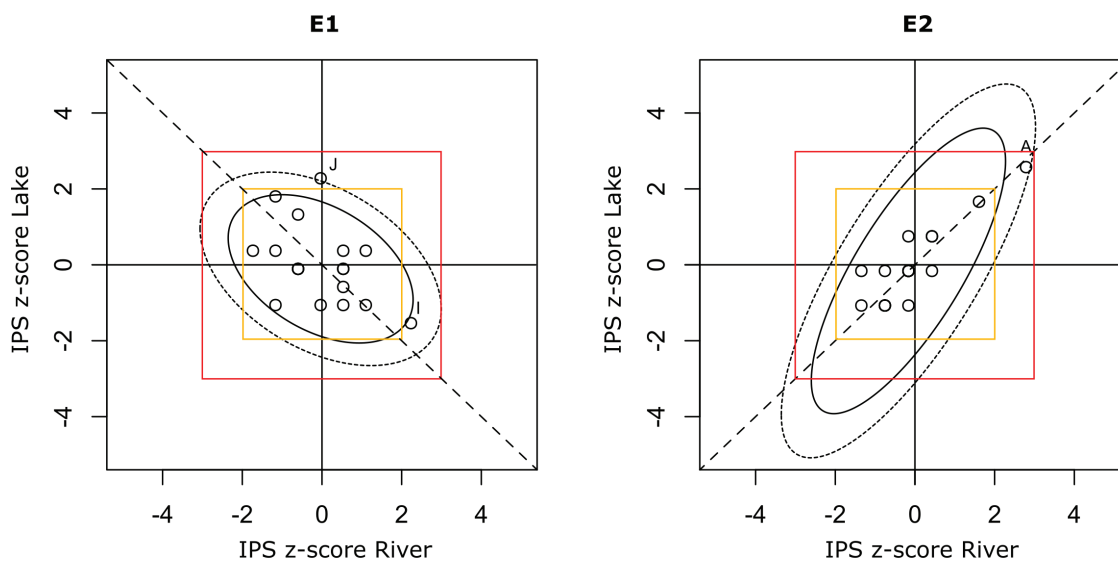 E1
E2
IPS z-score Lake
4
2
0
-2
-4
J
I
-4 -2 0 2 4
IPS z-score River
IPS z-score Lake
4
2
0
-2
-4
A
-4 -2 0 2 4
IPS z-score River